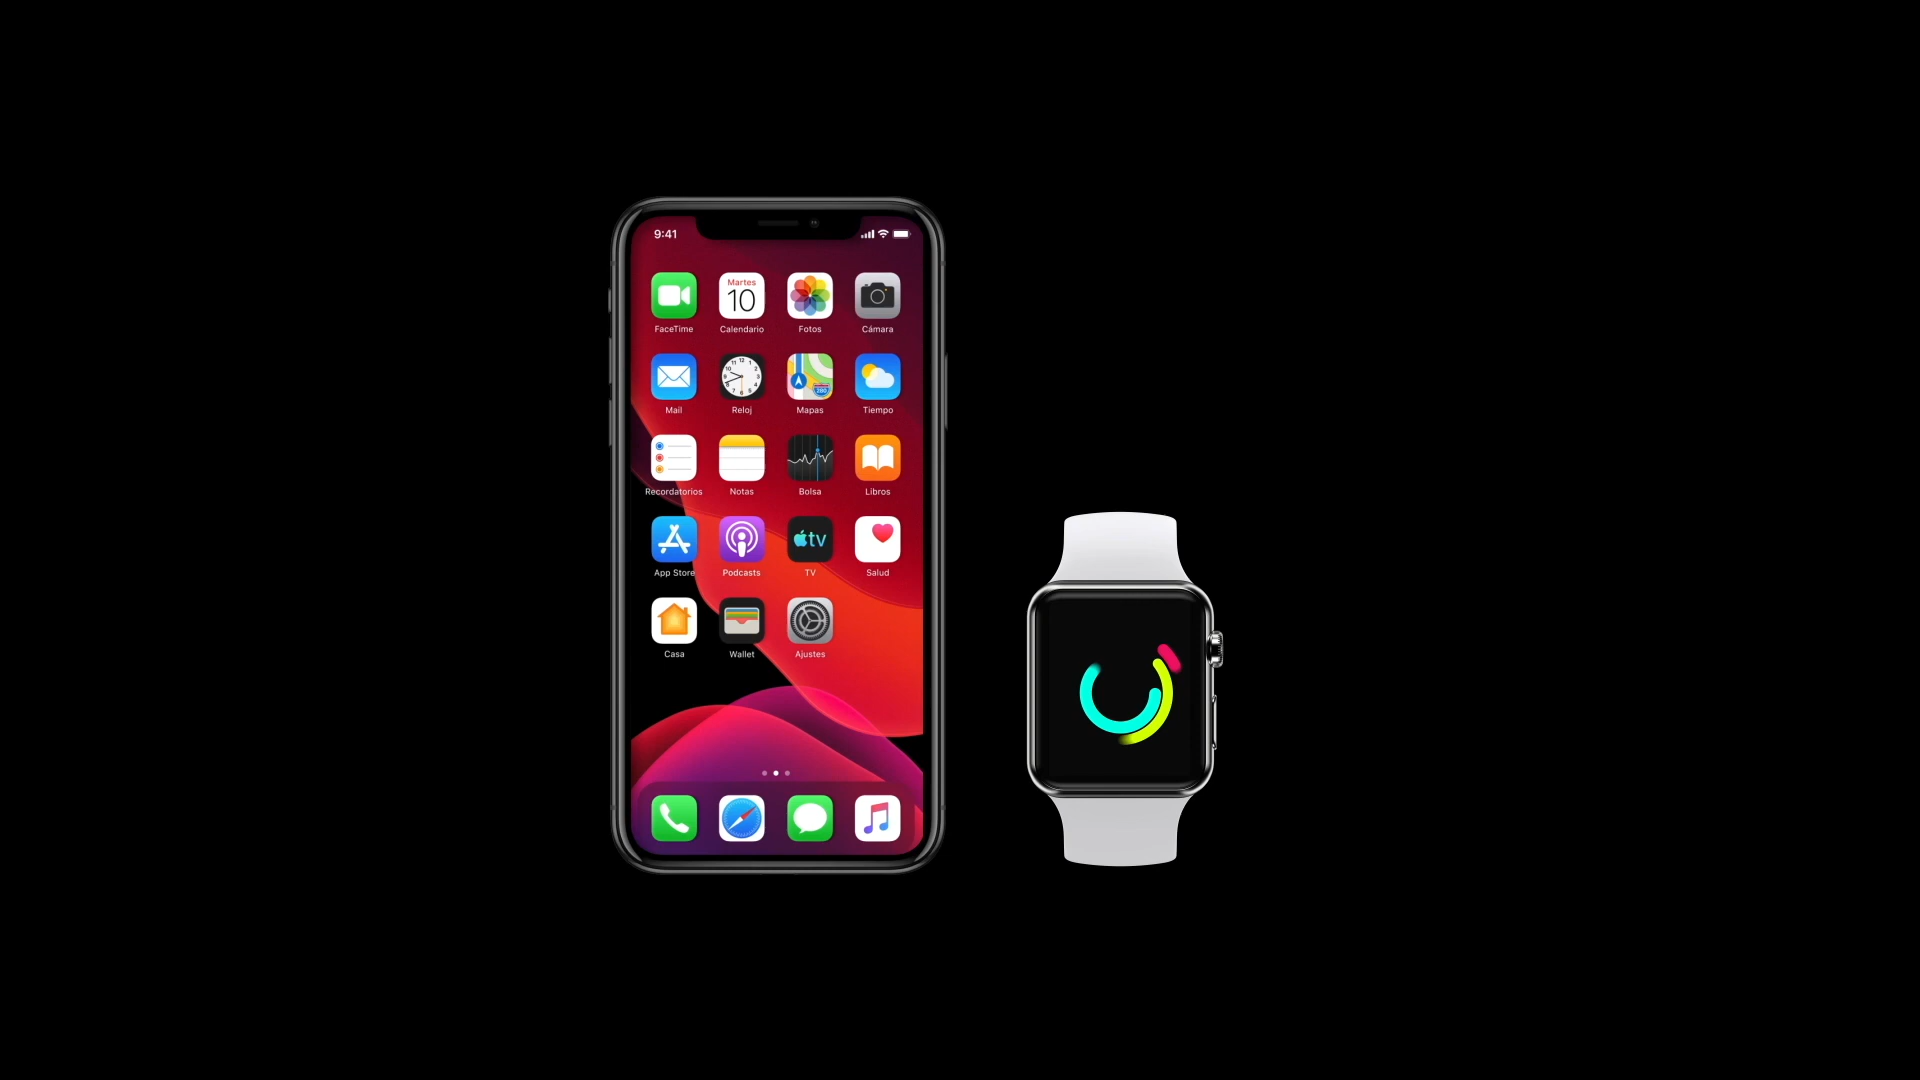 9:41
Martes
10
FaceTime
Calendario
Fotos
Cámara
Mail
Reloj
Mapas
Tiempo
280
Recordatorios
Notas
Bolsa
Libros
tv
App Store
Podcasts
TV
Salud
Casa
Wallet
Ajustes